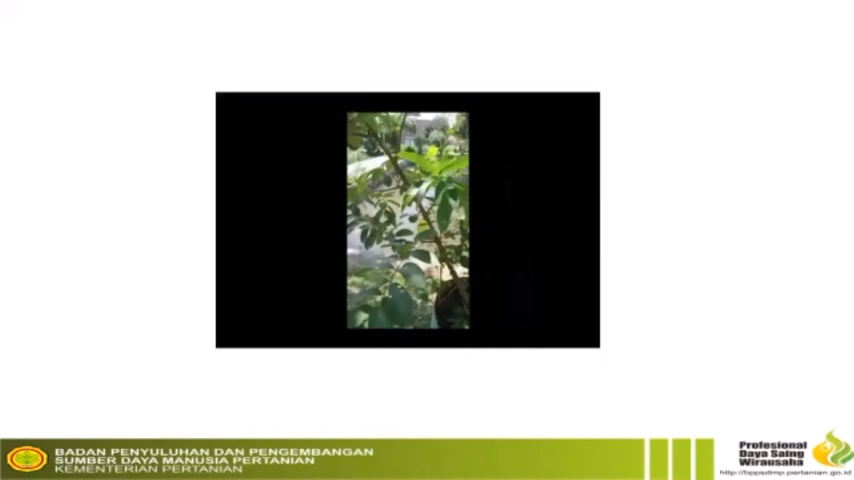 BADAN PENYULUHAN DAN PENGEMBANGAN
SUMBER DAYA MANUSIA PERTANIAN
KEMENTERIAN PERTANIAN
Profesional
Daya Saing
Wirausaha
http://bppsdmp.pertanian.go.id